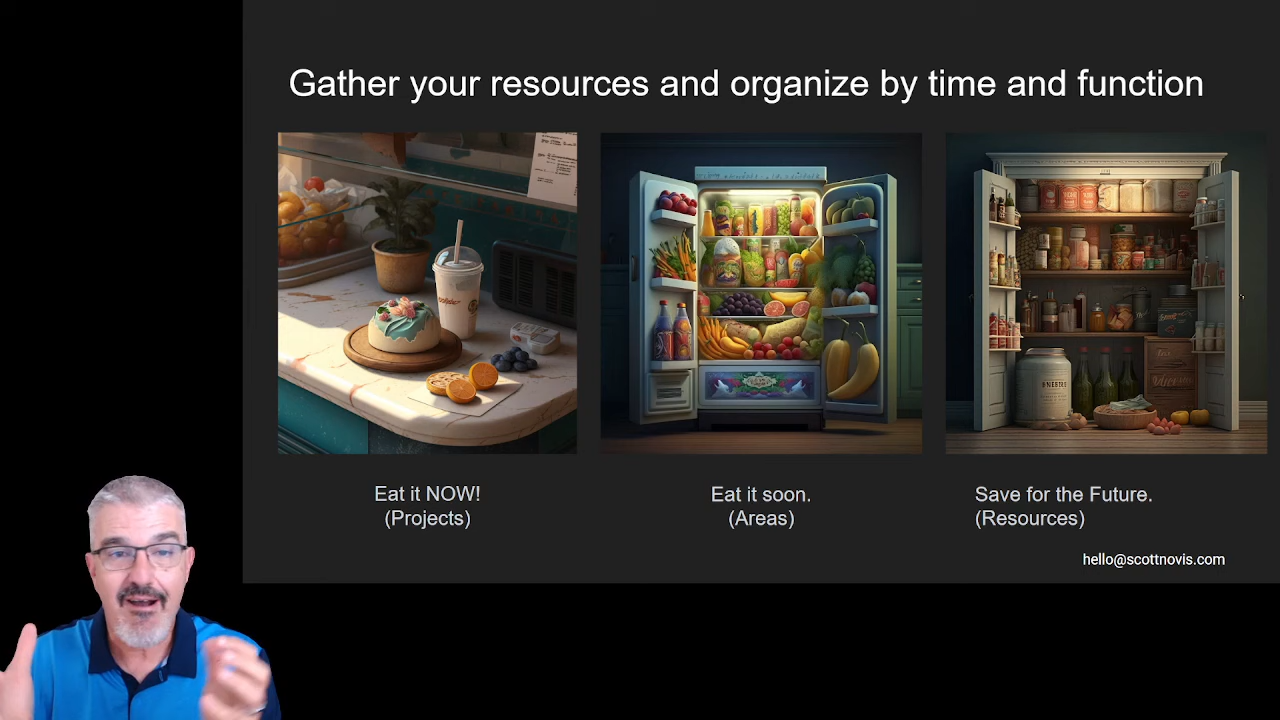 Gather your resources and organize by time and function
Eat it NOW!
(Projects)
Eat it soon.
(Areas)
Save for the Future.
(Resources)
hello@scottnovis.com